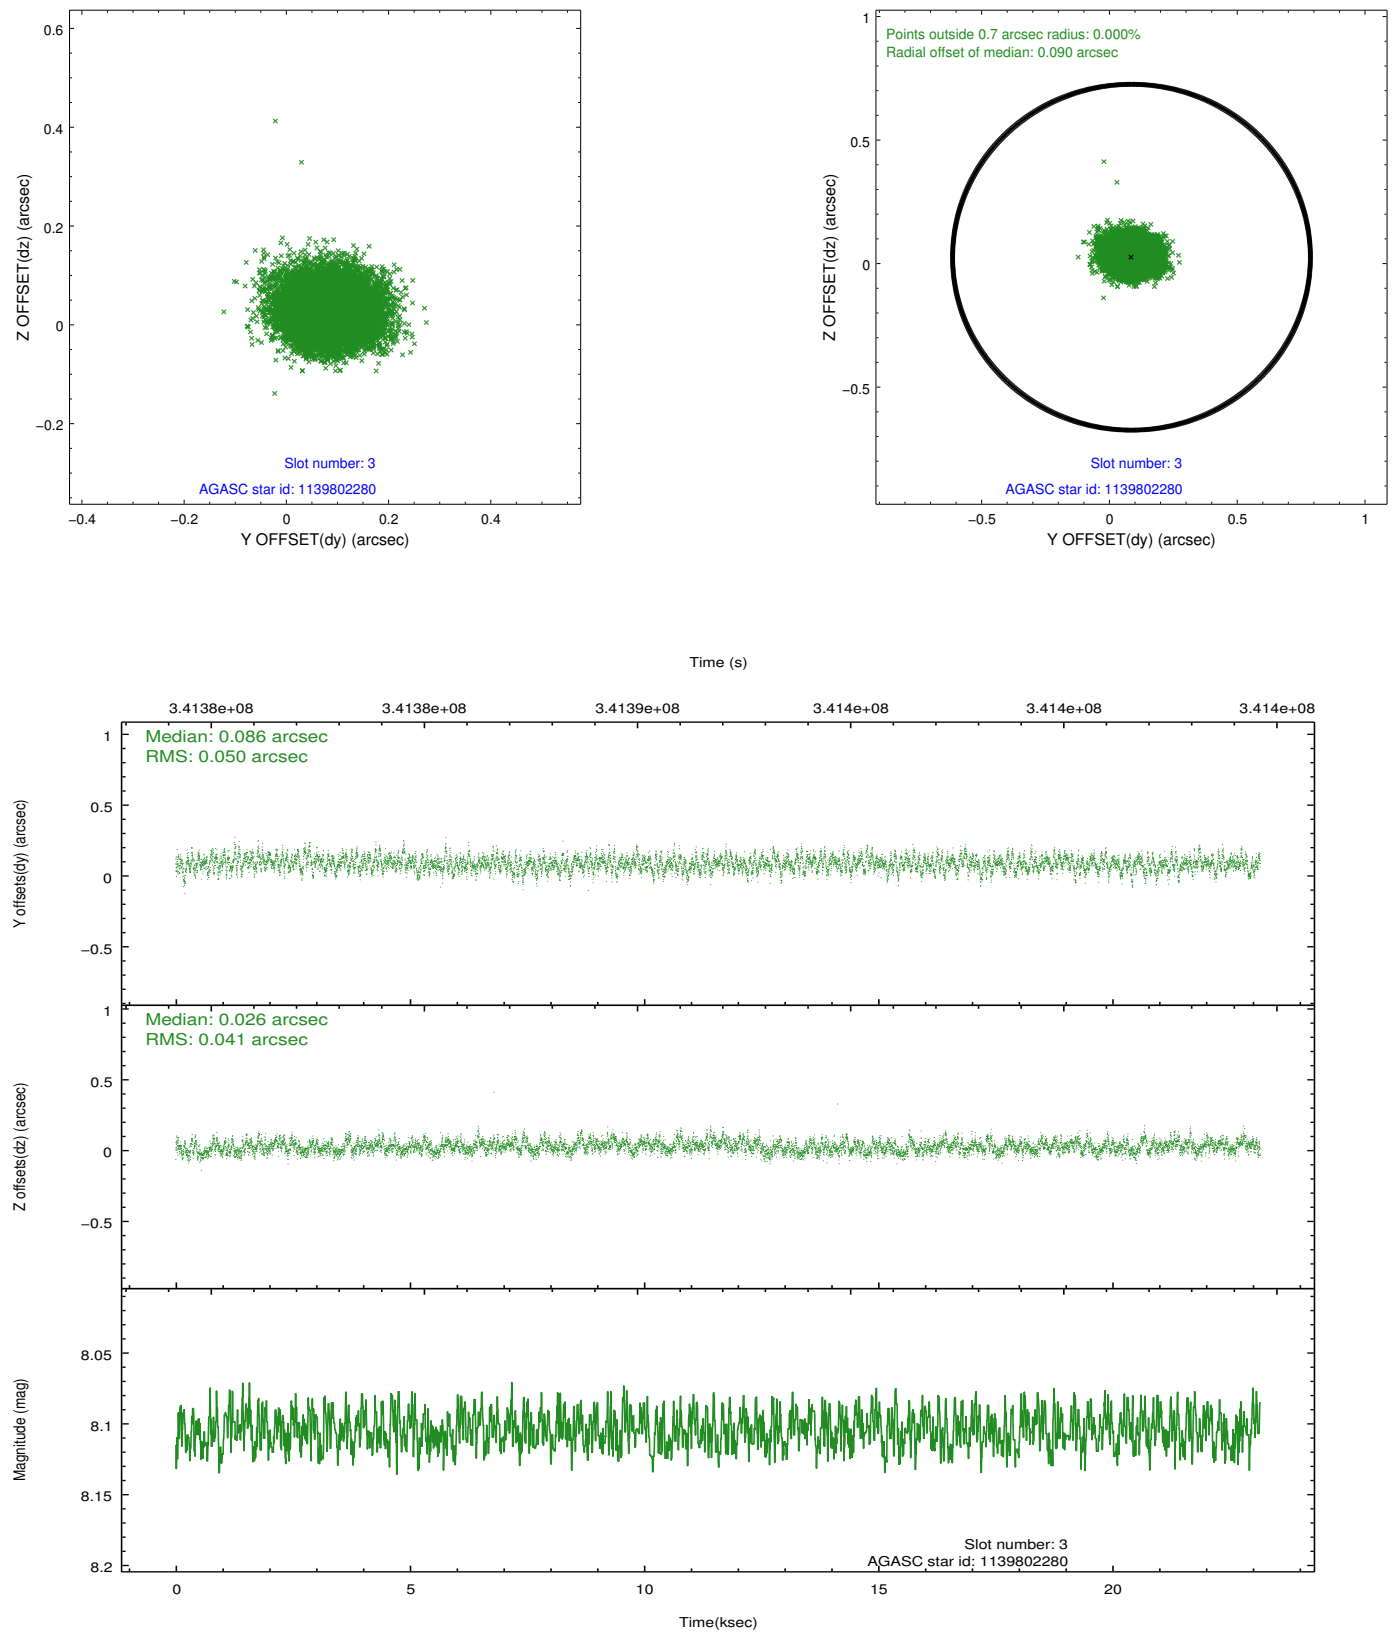 0.6
0.4
0.2
0
−0.2
−0.4
−0.2
0
0.2
0.4
Z OFFSET(dz) (arcsec)
Y OFFSET(dy) (arcsec)
Slot number: 3
AGASC star id: 1139802280
Points outside 0.7 arcsec radius: 0.000%
Radial offset of median: 0.090 arcsec
1
0.5
0
−0.5
−0.5
0
0.5
1
Z OFFSET(dz) (arcsec)
Y OFFSET(dy) (arcsec)
Slot number: 3
AGASC star id: 1139802280
Time (s)
3.4138e+08 3.4138e+08 3.4139e+08 3.414e+08 3.414e+08 3.414e+08
Median: 0.086 arcsec
RMS: 0.050 arcsec
1
0.5
0
−0.5
Y offsets(dy) (arcsec)
Median: 0.026 arcsec
RMS: 0.041 arcsec
1
0.5
0
−0.5
Z offsets(dz) (arcsec)
8.05
8.1
8.15
8.2
Magnitude (mag)
Slot number: 3
AGASC star id: 1139802280
0 5 10 15 20
Time(ksec)